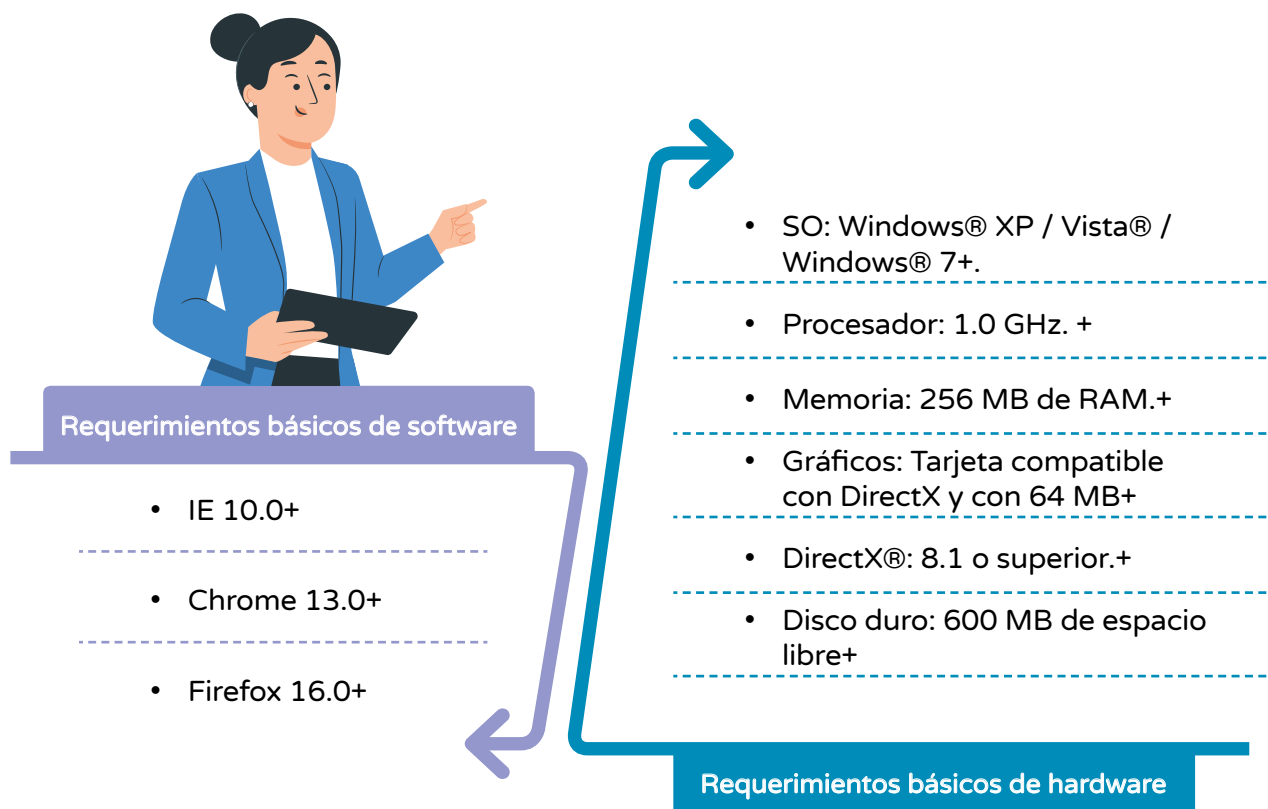 Requerimientos básicos de software
• IE 10.0+
• Chrome 13.0+
• Firefox 16.0+
• SO: Windows® XP / Vista® /
Windows® 7+.
• Procesador: 1.0 GHz. +
• Memoria: 256 MB de RAM.+
• Gráficos: Tarjeta compatible
con DirectX y con 64 MB+
• DirectX®: 8.1 o superior.+
• Disco duro: 600 MB de espacio
libre+
Requerimientos básicos de hardware